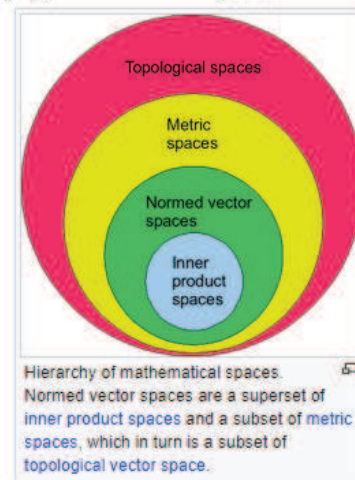 Topological spaces
Metric
spaces
Normed vector
spaces
Inner
product
spaces
Hierarchy of mathematical spaces.
Normed vector spaces are a superset of
inner product spaces and a subset of metric
spaces, which in turn is a subset of
topological vector space.